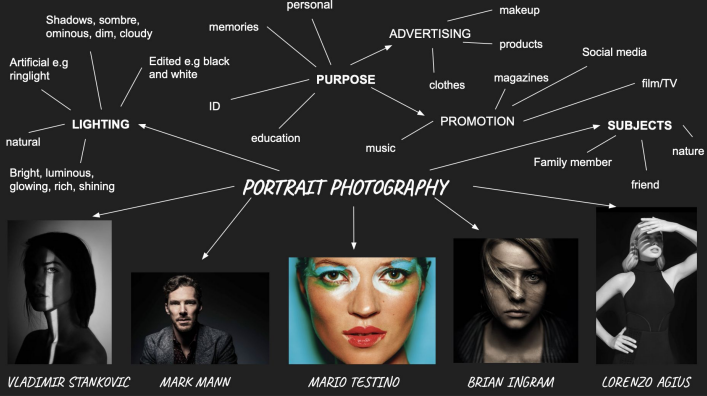 personal
makeup
Shadows, sombre,
ominous, dim, cloudy
memories
ADVERTISING
products
Social media
Artificial e.g
ringlight
Edited e.g black
and white
PURPOSE
clothes
magazines
film/TV
ID
LIGHTING
PROMOTION
SUBJECTS
natural
education
music
nature
Family member
Bright, luminous,
glowing, rich, shining
friend
PORTRAIT PHOTOGRAPHY
VLADIMIR STANKOVIC
MARK MANN
MARIO TESTINO
BRIAN INGRAM
LORENZO AGIUS